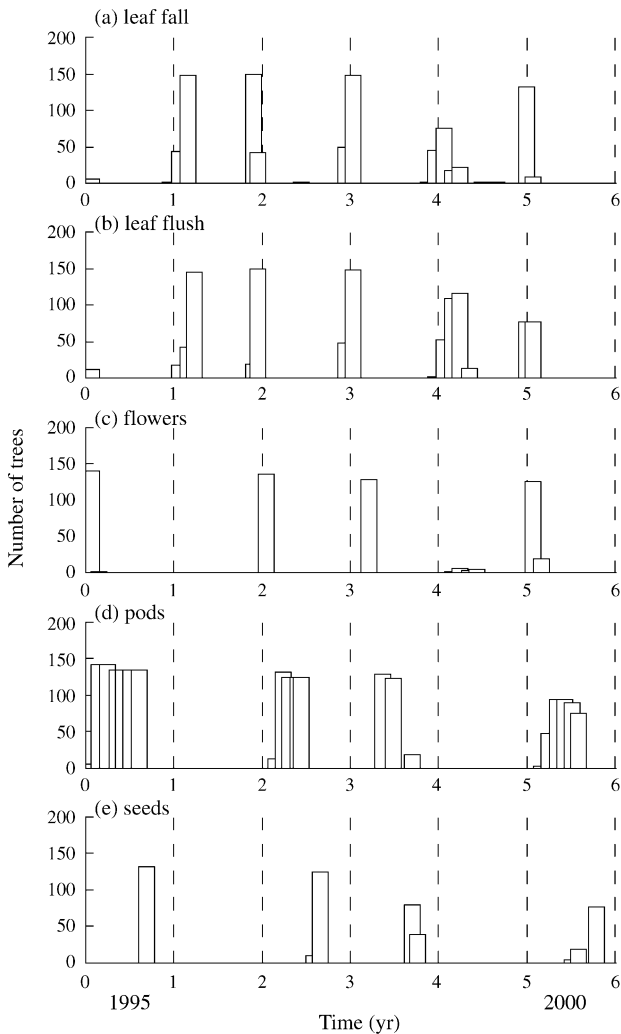 (a) leaf fall
200
150
100
50
0
0 1 2 3 4 5 6
(b) leaf flush
200
150
100
50
0
0 1 2 3 4 5 6
(c) flowers
200
150
100
50
0
0 1 2 3 4 5 6
Number of trees
(d) pods
200
150
100
50
0
0 1 2 3 4 5 6
(e) seeds
200
150
100
50
0
0 1 2 3 4 5 6
1995 2000
Time (yr)